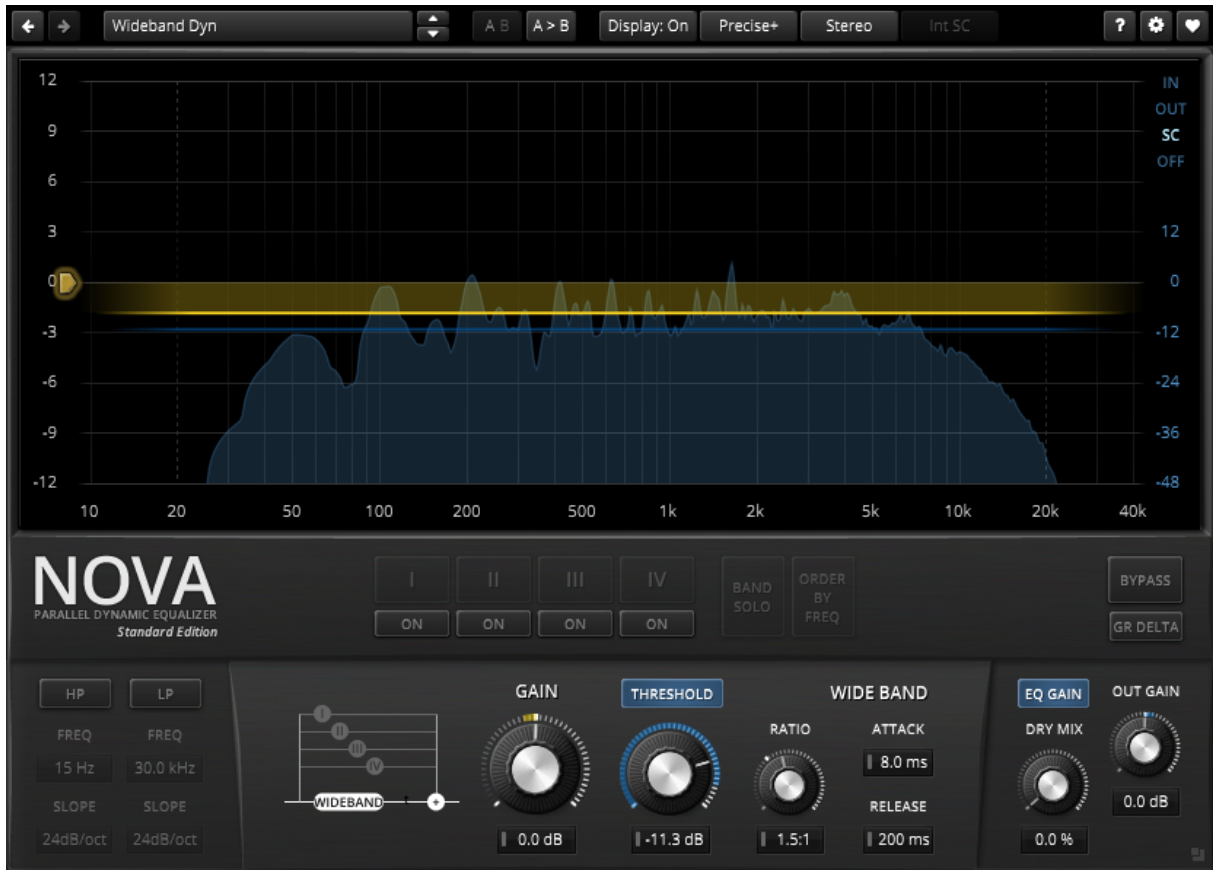 Wideband Dyn A B A > B Display: On Precise+ Stereo Int SC ?
12 IN
OUT
9 SC
OFF
6
3 12
0 0
-3 -12
-6 -24
-9 -36
-12 -48
10 20 50 100 200 500 1k 2k 5k 10k 20k 40k
NOVA
PARALLEL DYNAMIC EQUALIZER
Standard Edition
I II III IV
ON ON ON ON
BAND
SOLO
ORDER
BY
FREQ
BYPASS
GR DELTA
HP LP
FREQ FREQ
15 Hz 30.0 kHz
SLOPE SLOPE
24dB/oct 24dB/oct
I
II
III
IV
WIDEBAND +
GAIN
0.0 dB
THRESHOLD
-11.3 dB
WIDE BAND
RATIO
1.5:1
ATTACK
8.0 ms
RELEASE
200 ms
EQ GAIN
DRY MIX
0.0 %
OUT GAIN
0.0 dB